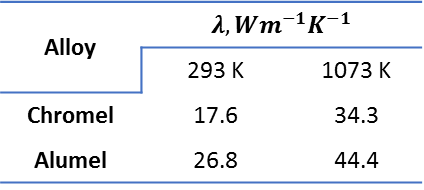 Alloy
λ, Wm⁻¹K⁻¹
293 K 1073 K
Chromel 17.6 34.3
Alumel 26.8 44.4